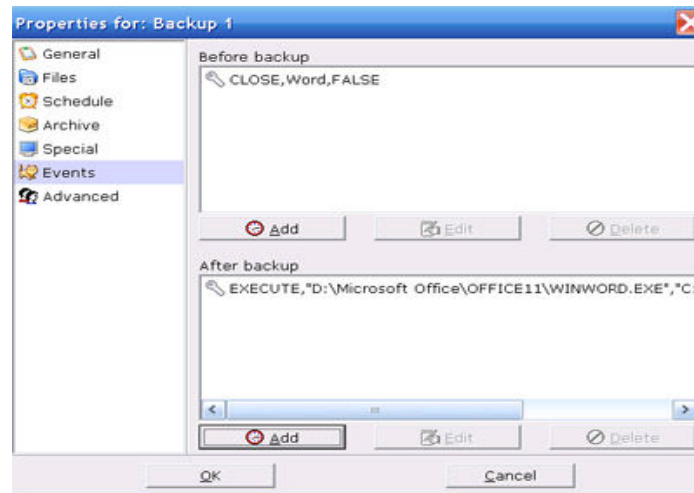 Properties for: Backup 1
General
Files
Schedule
Archive
Special
Events
Advanced
Before backup
CLOSE,Word,FALSE
Add
Edit
Delete
After backup
EXECUTE,"D:\Microsoft Office\OFFICE11\WINWORD.EXE","C:
Add
Edit
Delete
OK
Cancel